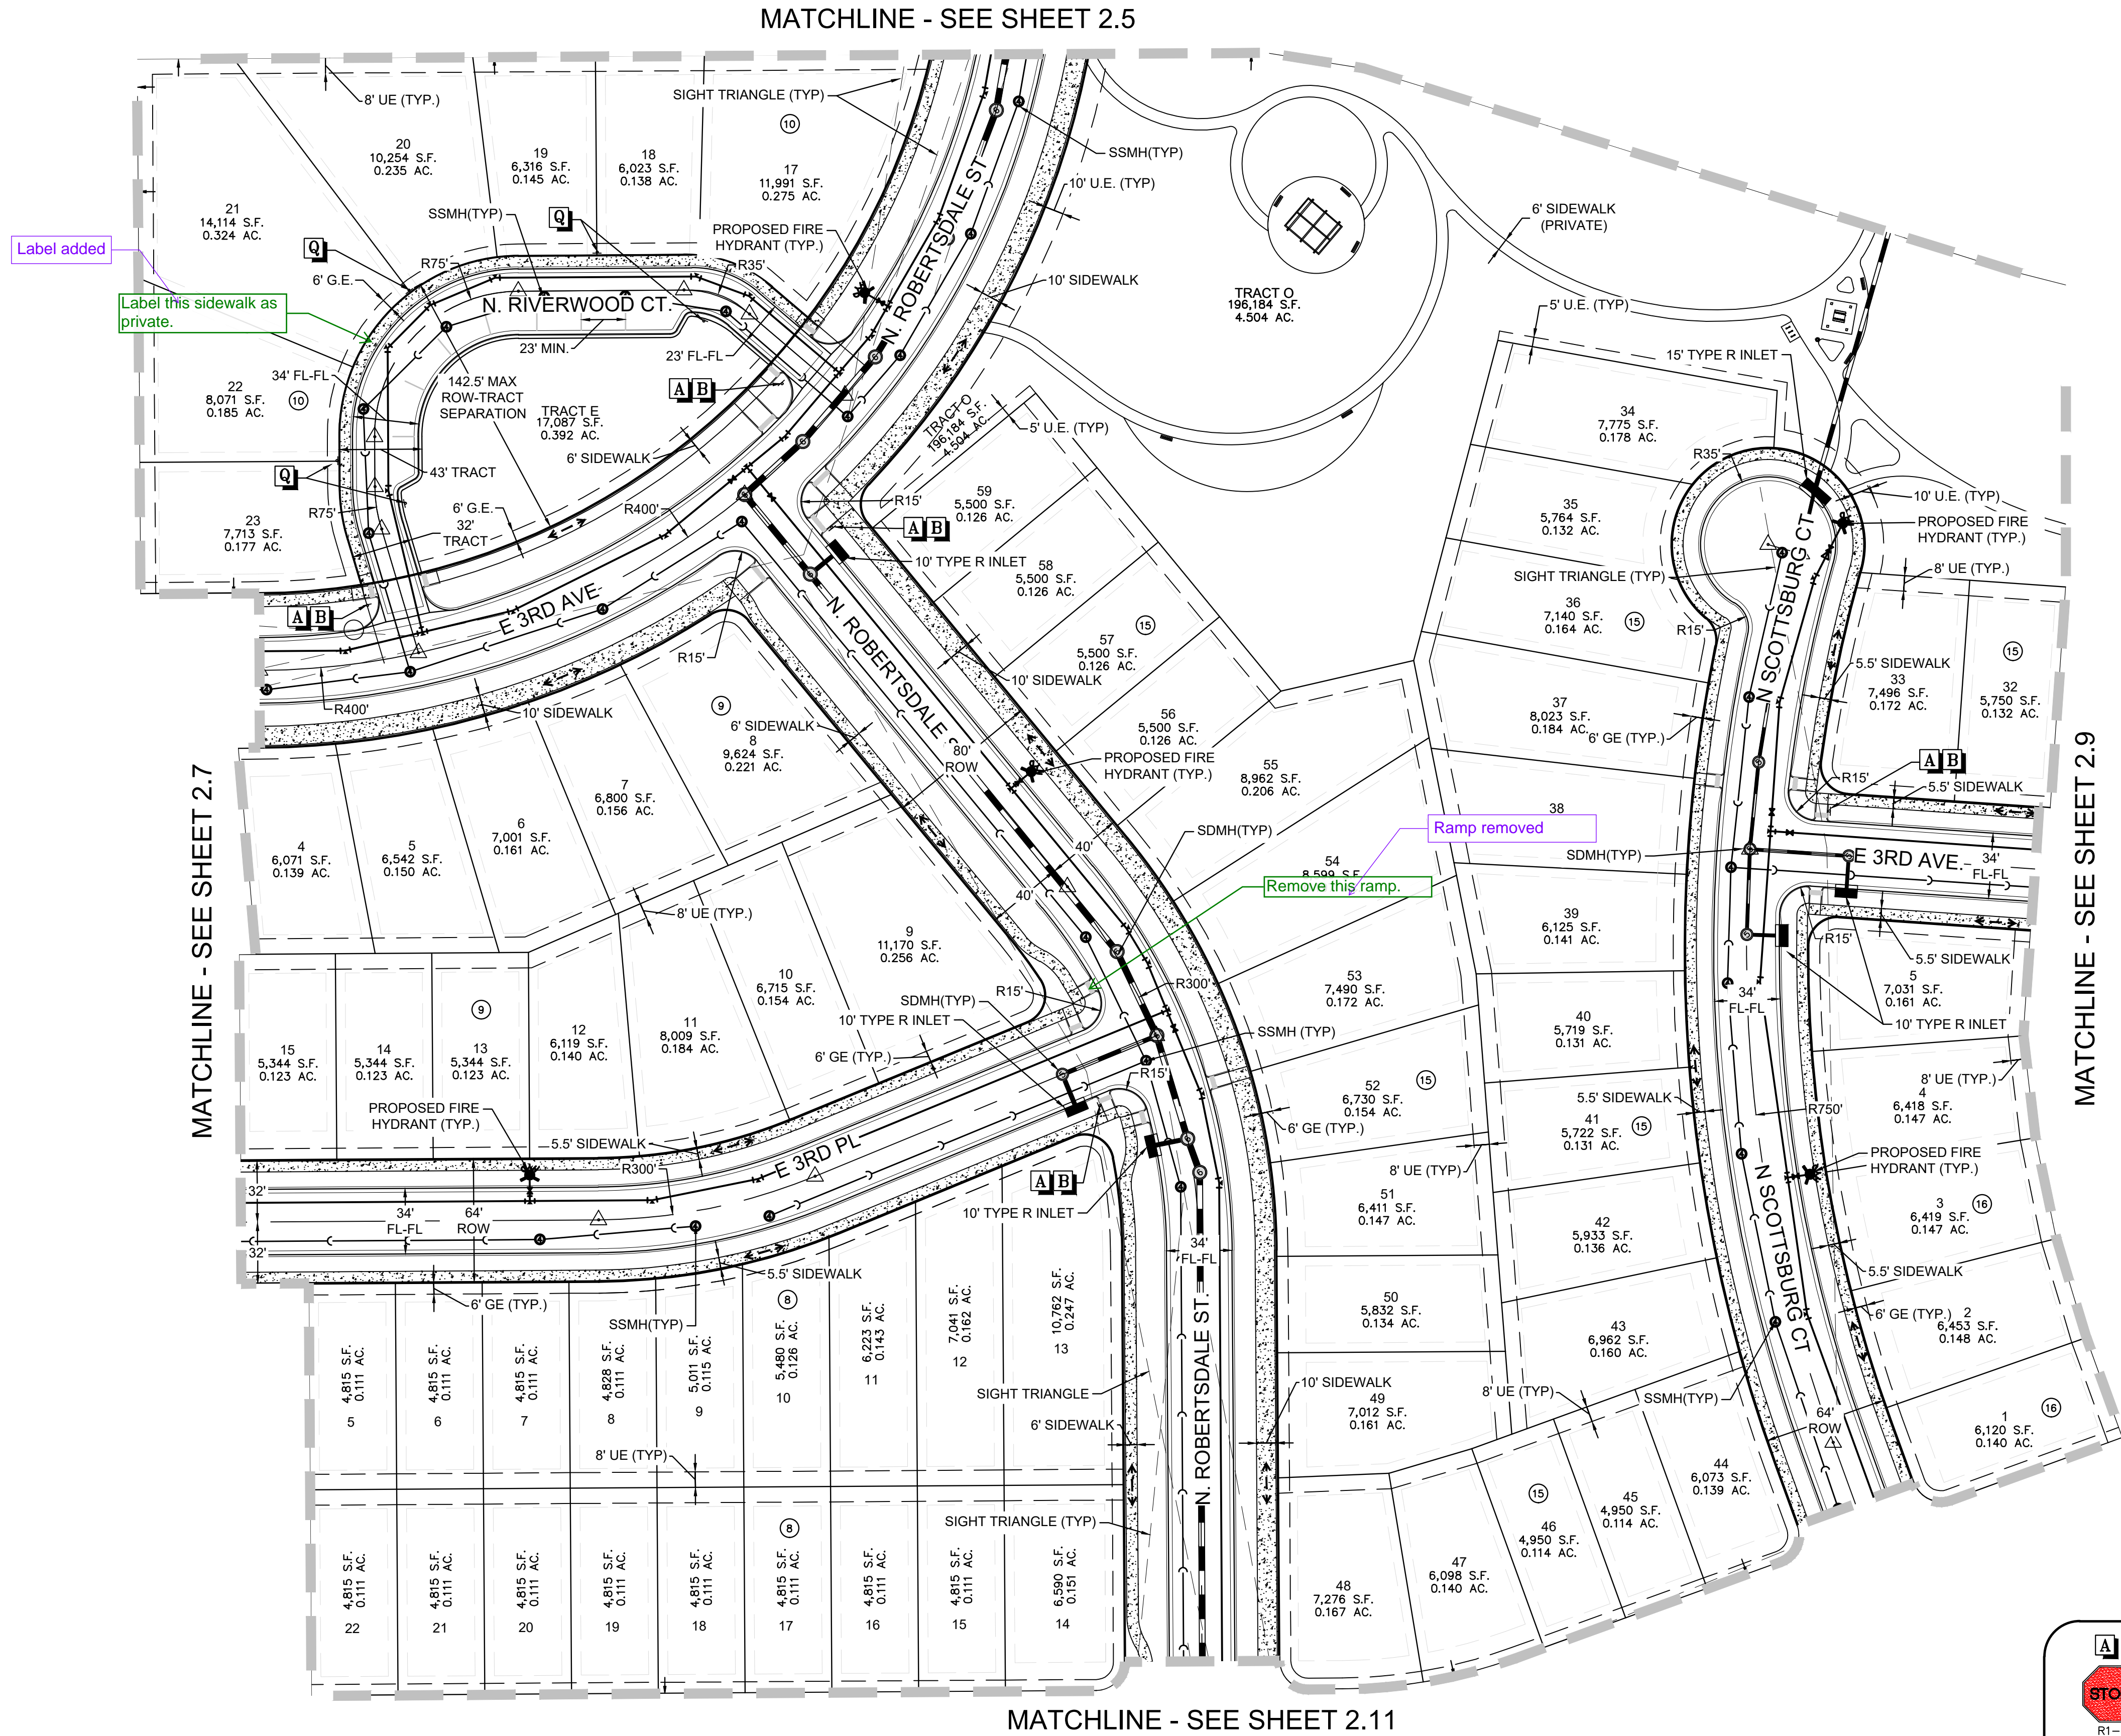 MATCHLINE - SEE SHEET 2.5
8' UE (TYP.)
SIGHT TRIANGLE (TYP)
10
20
10,254 S.F.
0.235 AC.
19
6,316 S.F.
0.145 AC.
18
6,023 S.F.
0.138 AC.
17
11,991 S.F.
0.275 AC.
SSMH(TYP)
10' U.E. (TYP)
21
14,114 S.F.
0.324 AC.
SSMH(TYP)
Q
PROPOSED FIRE
HYDRANT (TYP.)
N. ROBERTSDALE ST
6' SIDEWALK
(PRIVATE)
Label added
Q
6' G.E.
R75'
R35'
10' SIDEWALK
Label this sidewalk as
private.
N. RIVERWOOD CT.
TRACT O
196,184 S.F.
4.504 AC.
5' U.E. (TYP)
23' MIN.
23' FL-FL
15' TYPE R INLET
34' FL-FL
22
8,071 S.F.
0.185 AC.
10
142.5' MAX
ROW-TRACT
SEPARATION
A B
TRACT E
17,087 S.F.
0.392 AC.
TRACT O
196,184 S.F.
4.504 AC.
5' U.E. (TYP)
34
7,775 S.F.
0.178 AC.
6' SIDEWALK
R35'
43' TRACT
Q
R75'
6' G.E.
R400'
R15'
59
5,500 S.F.
0.126 AC.
35
5,764 S.F.
0.132 AC.
10' U.E. (TYP)
PROPOSED FIRE
HYDRANT (TYP.)
23
7,713 S.F.
0.177 AC.
32'
TRACT
A B
10' TYPE R INLET
58
5,500 S.F.
0.126 AC.
SIGHT TRIANGLE (TYP)
8' UE (TYP.)
N SCOTTSBURG CT
A B
E 3RD AVE.
36
7,140 S.F.
0.164 AC.
15
R15'
57
5,500 S.F.
0.126 AC.
15
R15'
N. ROBERTSDALE S
10' SIDEWALK
5.5' SIDEWALK
33
7,496 S.F.
0.172 AC.
15
32
5,750 S.F.
0.132 AC.
R400'
10' SIDEWALK
9
6' SIDEWALK
8
9,624 S.F.
0.221 AC.
56
5,500 S.F.
0.126 AC.
37
8,023 S.F.
0.184 AC.
6' GE (TYP.)
80'
ROW
PROPOSED FIRE
HYDRANT (TYP.)
55
8,962 S.F.
0.206 AC.
A B
R15'
5.5' SIDEWALK
MATCHLINE - SEE SHEET 2.7
MATCHLINE - SEE SHEET 2.9
7
6,800 S.F.
0.156 AC.
6
7,001 S.F.
0.161 AC.
5
6,542 S.F.
0.150 AC.
4
6,071 S.F.
0.139 AC.
38
SDMH(TYP)
Ramp removed
40'
40'
54
8,599 S.F.
Remove this ramp.
SDMH(TYP)
E 3RD AVE.
34'
FL-FL
8' UE (TYP.)
9
11,170 S.F.
0.256 AC.
39
6,125 S.F.
0.141 AC.
R15'
5.5' SIDEWALK
10
6,715 S.F.
0.154 AC.
R15'
R300'
53
7,490 S.F.
0.172 AC.
5
7,031 S.F.
0.161 AC.
34'
FL-FL
10' TYPE R INLET
SDMH(TYP)
10' TYPE R INLET
9
11
8,009 S.F.
0.184 AC.
12
6,119 S.F.
0.140 AC.
13
5,344 S.F.
0.123 AC.
14
5,344 S.F.
0.123 AC.
15
5,344 S.F.
0.123 AC.
SSMH (TYP)
40
5,719 S.F.
0.131 AC.
6' GE (TYP.)
R15'
52
6,730 S.F.
0.154 AC.
15
8' UE (TYP.)
4
6,418 S.F.
0.147 AC.
5.5' SIDEWALK
41
5,722 S.F.
0.131 AC.
15
R750'
PROPOSED FIRE
HYDRANT (TYP.)
5.5' SIDEWALK
6' GE (TYP.)
8' UE (TYP)
PROPOSED FIRE
HYDRANT (TYP.)
R300'
E 3RD PL
A B
10' TYPE R INLET
32'
34'
FL-FL
64'
ROW
32'
51
6,411 S.F.
0.147 AC.
42
5,933 S.F.
0.136 AC.
N SCOTTSBURG CT
3
6,419 S.F.
0.147 AC.
16
34'
FL-FL
5.5' SIDEWALK
5.5' SIDEWALK
6' GE (TYP.)
8
SSMH(TYP)
50
5,832 S.F.
0.134 AC.
43
6,962 S.F.
0.160 AC.
6' GE (TYP.)
2
6,453 S.F.
0.148 AC.
4,815 S.F.
0.111 AC.
5
4,815 S.F.
0.111 AC.
6
4,815 S.F.
0.111 AC.
7
4,828 S.F.
0.111 AC.
8
5,011 S.F.
0.115 AC.
9
5,480 S.F.
0.126 AC.
10
6,223 S.F.
0.143 AC.
11
7,041 S.F.
0.162 AC.
12
10,762 S.F.
0.247 AC.
13
SIGHT TRIANGLE
6' SIDEWALK
N. ROBERTSDALE ST.
10' SIDEWALK
49
7,012 S.F.
0.161 AC.
8' UE (TYP)
SSMH(TYP)
64'
ROW
1
6,120 S.F.
0.140 AC.
16
8' UE (TYP)
44
6,073 S.F.
0.139 AC.
15
45
4,950 S.F.
0.114 AC.
46
4,950 S.F.
0.114 AC.
47
6,098 S.F.
0.140 AC.
48
7,276 S.F.
0.167 AC.
SIGHT TRIANGLE (TYP)
8
4,815 S.F.
0.111 AC.
22
4,815 S.F.
0.111 AC.
21
4,815 S.F.
0.111 AC.
20
4,815 S.F.
0.111 AC.
19
4,815 S.F.
0.111 AC.
18
4,815 S.F.
0.111 AC.
17
4,815 S.F.
0.111 AC.
16
4,815 S.F.
0.111 AC.
15
6,590 S.F.
0.151 AC.
14
A
STO
R1-
MATCHLINE - SEE SHEET 2.11